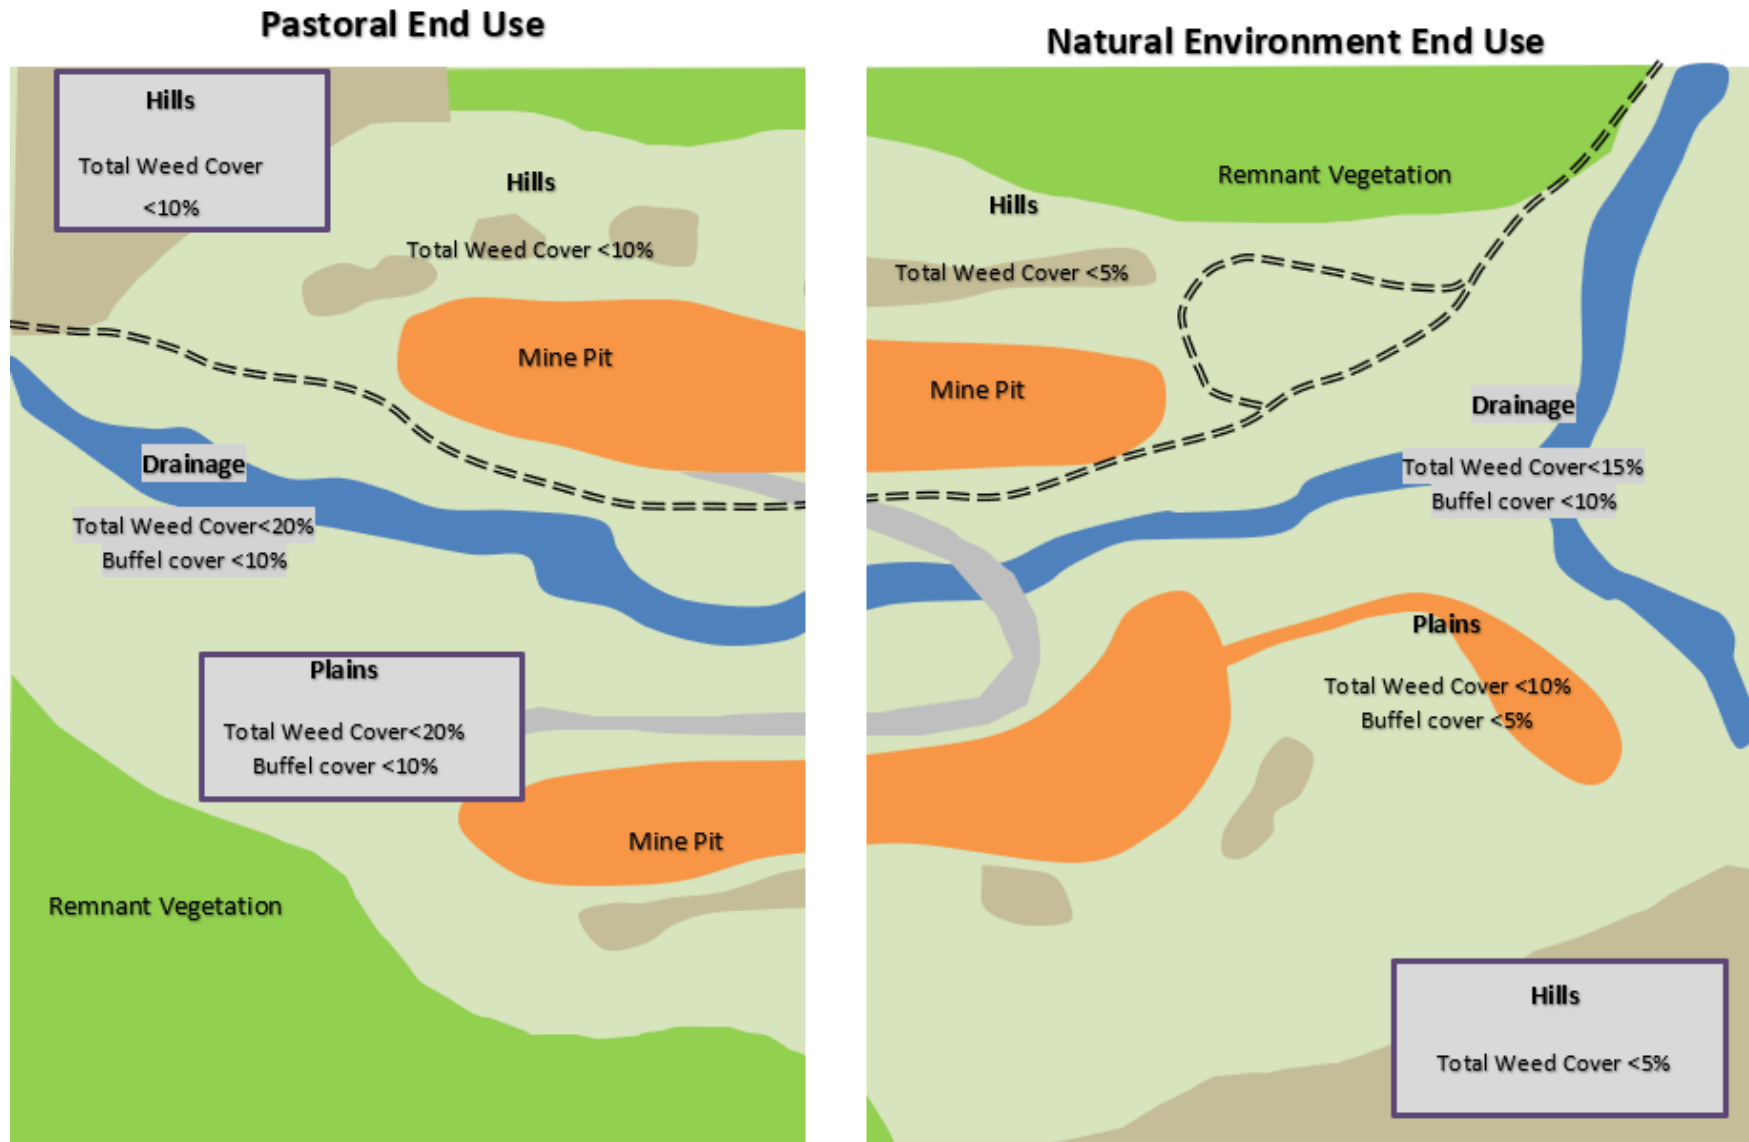 Pastoral End Use
Hills
Total Weed Cover
<10%
Hills
Total Weed Cover <10%
Mine Pit
Drainage
Total Weed Cover<20%
Buffel cover <10%
Plains
Total Weed Cover<20%
Buffel cover <10%
Mine Pit
Remnant Vegetation
Natural Environment End Use
Remnant Vegetation
Hills
Total Weed Cover <5%
Mine Pit
Drainage
Total Weed Cover<15%
Buffel cover <10%
Plains
Total Weed Cover <10%
Buffel cover <5%
Hills
Total Weed Cover <5%